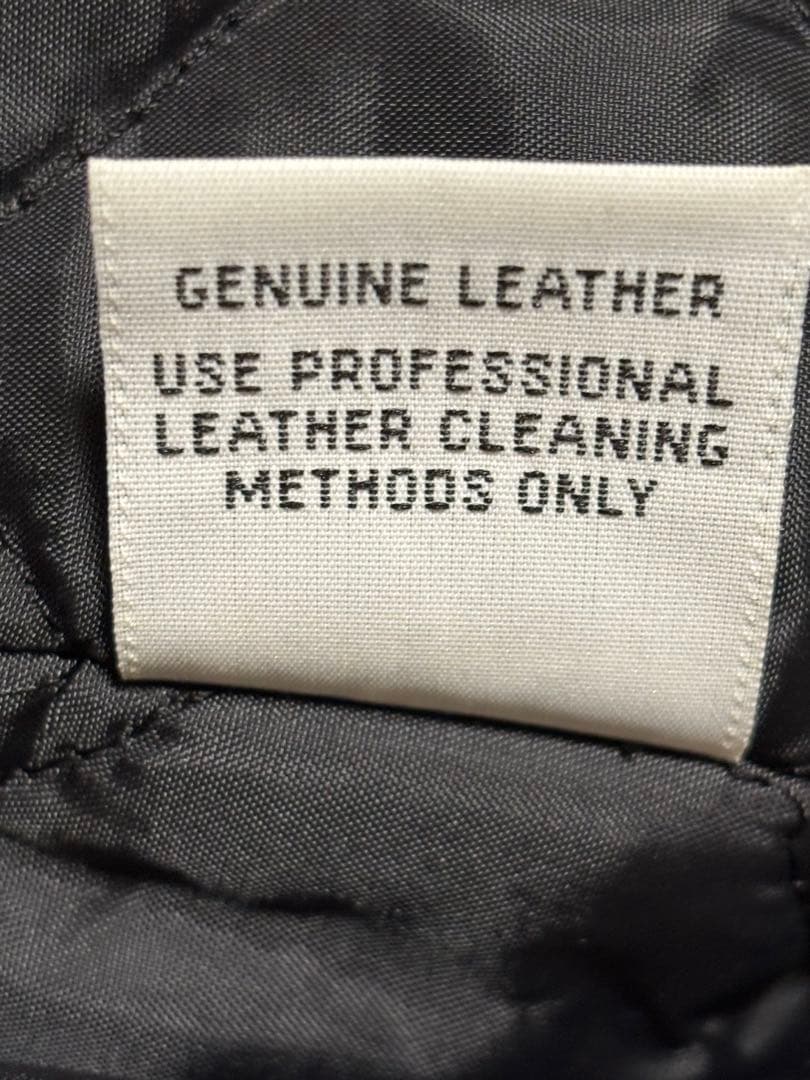 GENUINE LEATHER
USE PROFESSIONAL
LEATHER CLEANING
METHODS ONLY